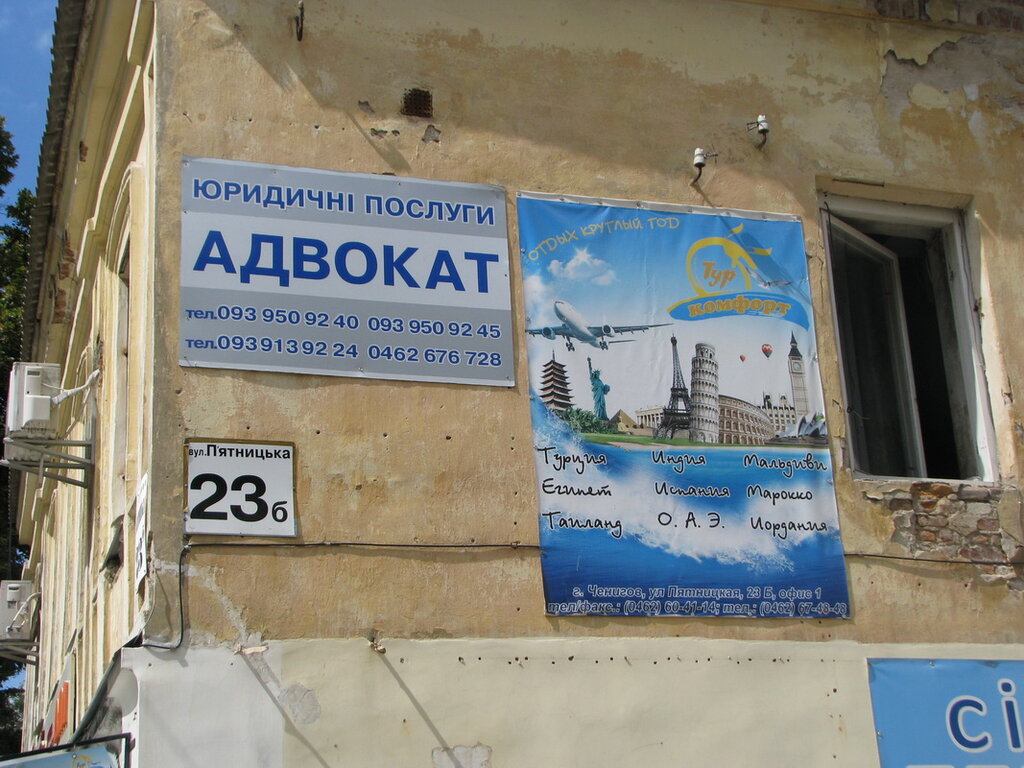 ЮРИДИЧНІ ПОСЛУГИ
АДВОКАТ
тел.093 950 92 40 093 950 92 45
тел.093 913 92 24 0462 676 728
вул.Пятницька
23б
ОТДЫХ КРУГЛЫЙ ГОД
Тур
комфорт
Турция Индия Мальдиви
Египет Испания Марокко
Таиланд О. А. Э. Иордания
г. Ченигов, ул Пятницкая, 23 Б, офис 1
тел/факс.: (0462) 60-41-14; тел.: (0462) 67-48-48
сі